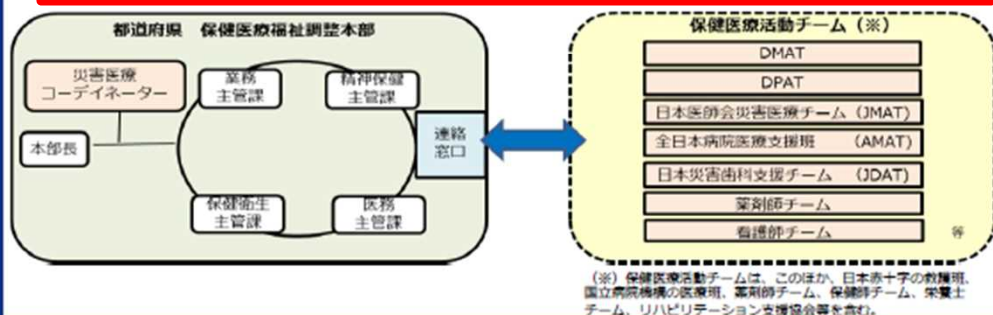 都道府県　保健医療福祉調整本部
災害医療
コーデイネーター
本部長
業務
主管課
精神保健
主管課
連絡
窓口
保健衛生
主管課
医務
主管課
保健医療活動チーム（※）
DMAT
DPAT
日本医師会災害医療チーム（JMAT）
全日本病院医療支援班　　（AMAT）
日本災害歯科支援チーム　（JDAT）
薬剤師チーム
看護師チーム
等
（※）保健医療活動チームは、このほか、日本赤十字の救護班、
国立病院機構の医療班、薬剤師チーム、保健師チーム、栄養士
チーム、リハビリテーション支援協会等を含む。